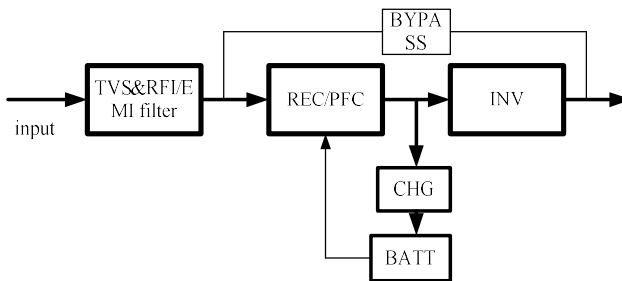 BYPA
SS
TVS&RFI/E
MI filter
REC/PFC
INV
input
CHG
BATT